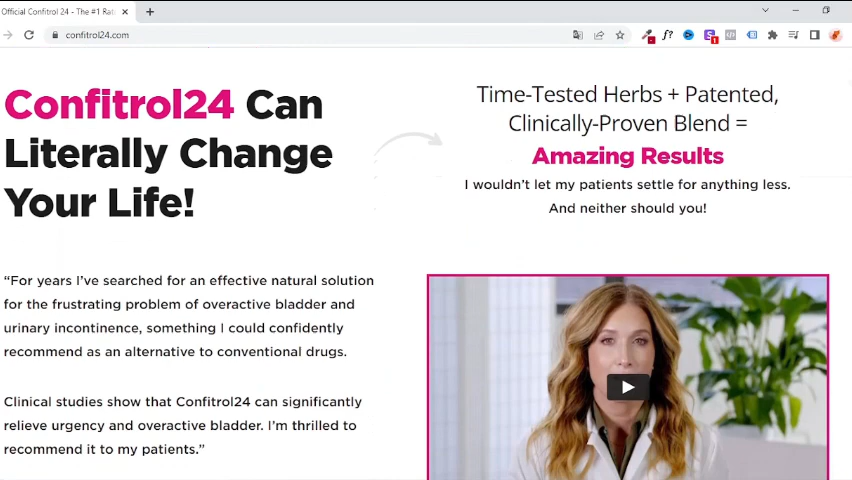 Official Confitrol 24 - The #1 Rat
confitrol24.com
Confitrol24 Can
Literally Change
Your Life!
Time-Tested Herbs + Patented,
Clinically-Proven Blend =
Amazing Results
I wouldn't let my patients settle for anything less.
And neither should you!
“For years I've searched for an effective natural solution
for the frustrating problem of overactive bladder and
urinary incontinence, something I could confidently
recommend as an alternative to conventional drugs.
Clinical studies show that Confitrol24 can significantly
relieve urgency and overactive bladder. I'm thrilled to
recommend it to my patients.”